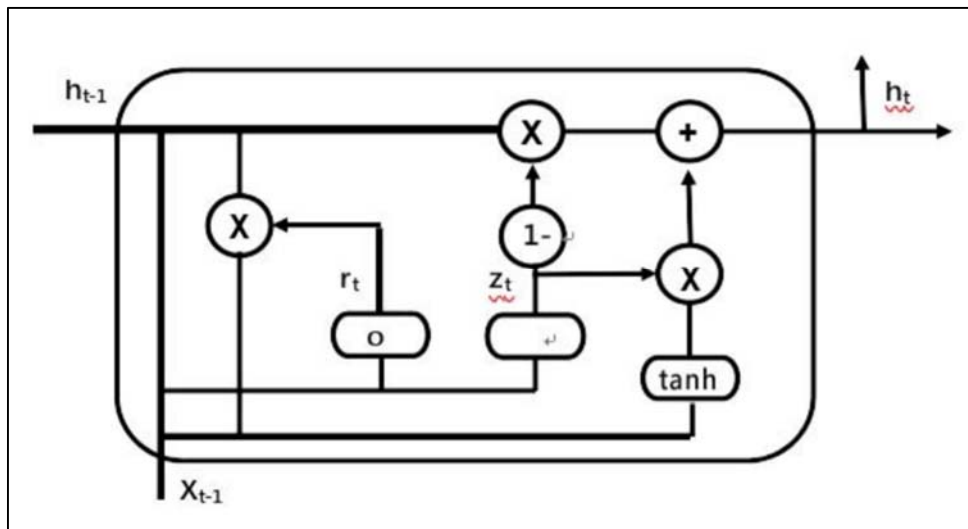 hₜ₋₁
hₜ
X
+
X
1-↵
rₜ
zₜ
X
o
↵
tanh
Xₜ₋₁